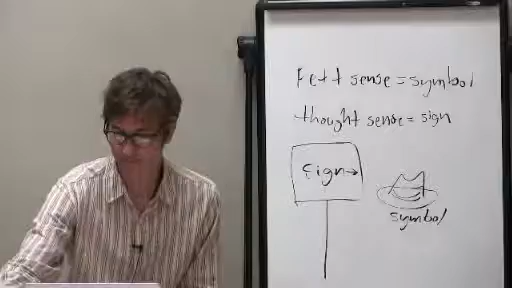 Felt sense = symbol
thought sense = sign
Sign→
symbol